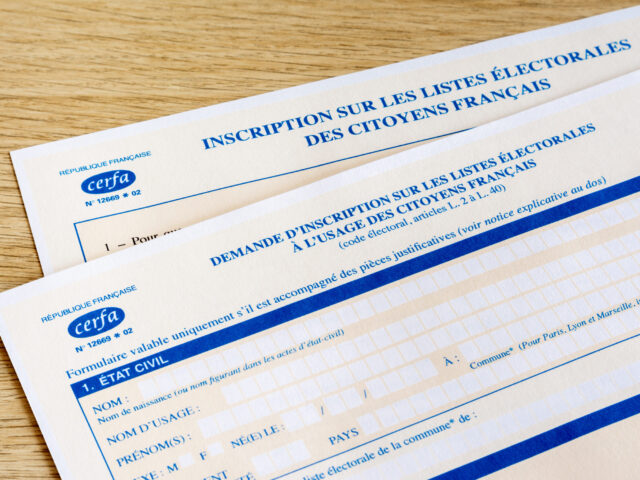 INSCRIPTION SUR LES LISTES ÉLECTORALES
DES CITOYENS FRANÇAIS
RÉPUBLIQUE FRANÇAISE
cerfa
N° 12669 * 02
1 – Pour
DEMANDE D'INSCRIPTION SUR LES LISTES ÉLECTORALES
À L'USAGE DES CITOYENS FRANÇAIS
(code électoral, articles L. 2 à L. 40)
RÉPUBLIQUE FRANÇAISE
cerfa
N° 12669 * 02
Formulaire valable uniquement s'il est accompagné des pièces justificatives (voir notice explicative au dos)
1. ÉTAT CIVIL
NOM :
Nom de naissance (ou nom figurant dans les actes d'état-civil)
NOM D'USAGE :
PRÉNOM(S) :
NÉ(E) LE : / / À : Commune* (Pour Paris, Lyon et Marseille,
M F PAYS
liste électorale de la commune* de :